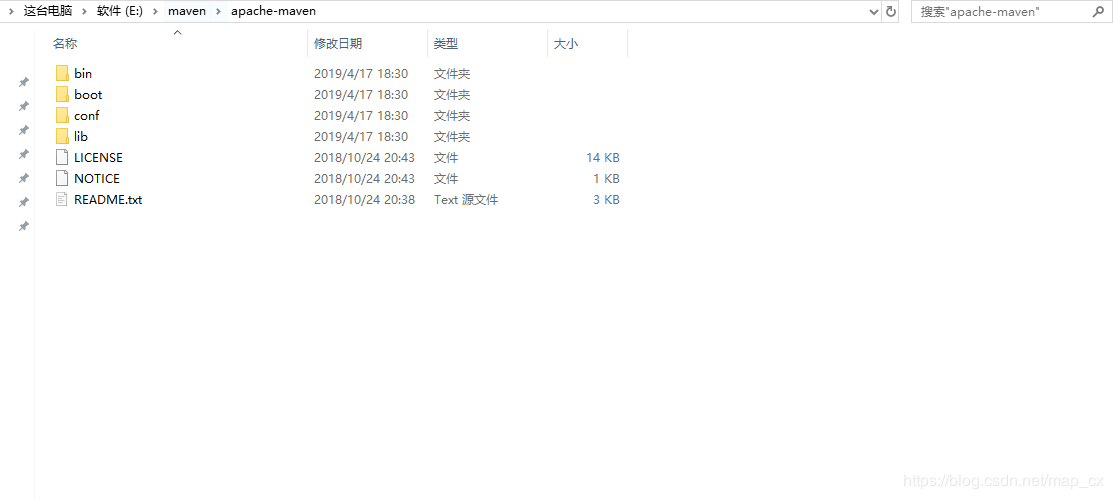 这台电脑 软件 (E:) maven apache-maven 搜索"apache-maven"
名称 修改日期 类型 大小
bin 2019/4/17 18:30 文件夹
boot 2019/4/17 18:30 文件夹
conf 2019/4/17 18:30 文件夹
lib 2019/4/17 18:30 文件夹
LICENSE 2018/10/24 20:43 文件 14 KB
NOTICE 2018/10/24 20:43 文件 1 KB
README.txt 2018/10/24 20:38 Text 源文件 3 KB
https://blog.csdn.net/map_cx